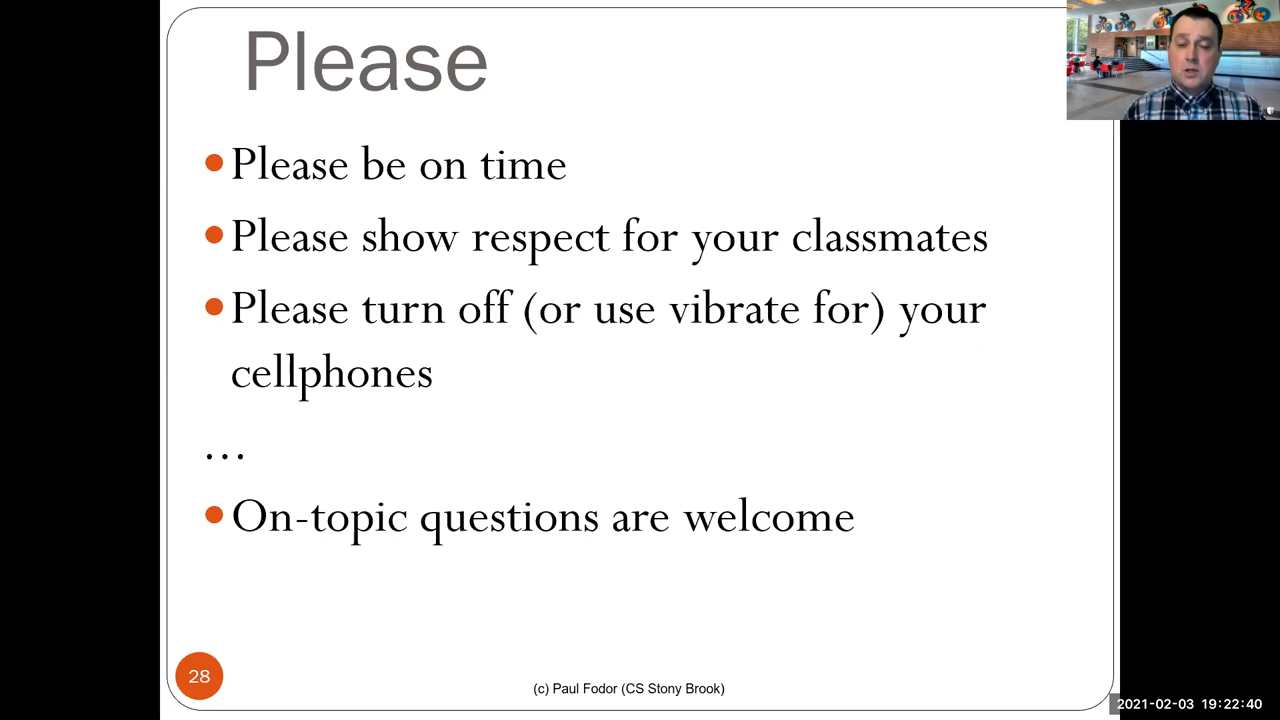 Please
Please be on time
Please show respect for your classmates
Please turn off (or use vibrate for) your
cellphones
…
On-topic questions are welcome
28
(c) Paul Fodor (CS Stony Brook)
2021-02-03 19:22:40